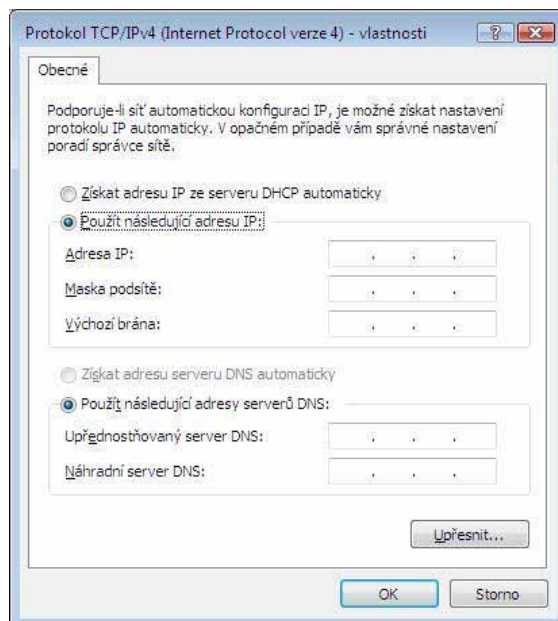 Protokol TCP/IPv4 (Internet Protocol verze 4) - vlastnosti
Obecné
Podporuje-li síť automatickou konfiguraci IP, je možné získat nastavení
protokolu IP automaticky. V opačném případě vám správné nastavení
poradí správce sítě.
Získat adresu IP ze serveru DHCP automaticky
Použít následující adresu IP:
Adresa IP:
Maska podsítě:
Výchozí brána:
Získat adresu serveru DNS automaticky
Použít následující adresy serverů DNS:
Upřednostňovaný server DNS:
Náhradní server DNS:
Upřesnit...
OK Storno